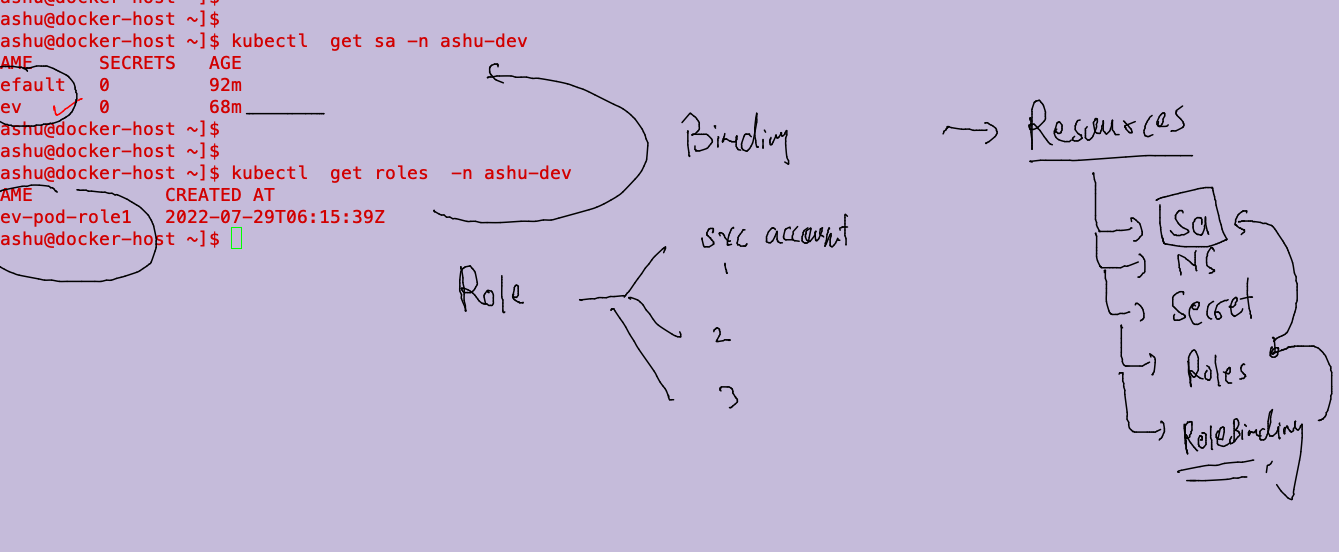 ashu@docker-host ~]$
ashu@docker-host ~]$
ashu@docker-host ~]$ kubectl  get sa -n ashu-dev
AME      SECRETS   AGE
efault   0         92m
ev       0         68m
ashu@docker-host ~]$
ashu@docker-host ~]$
ashu@docker-host ~]$ kubectl  get roles  -n ashu-dev
AME            CREATED AT
ev-pod-role1   2022-07-29T06:15:39Z
ashu@docker-host ~]$
Binding
Role
svc account
1
2
3
Resources
Sa
NS
Secret
Roles
RoleBinding